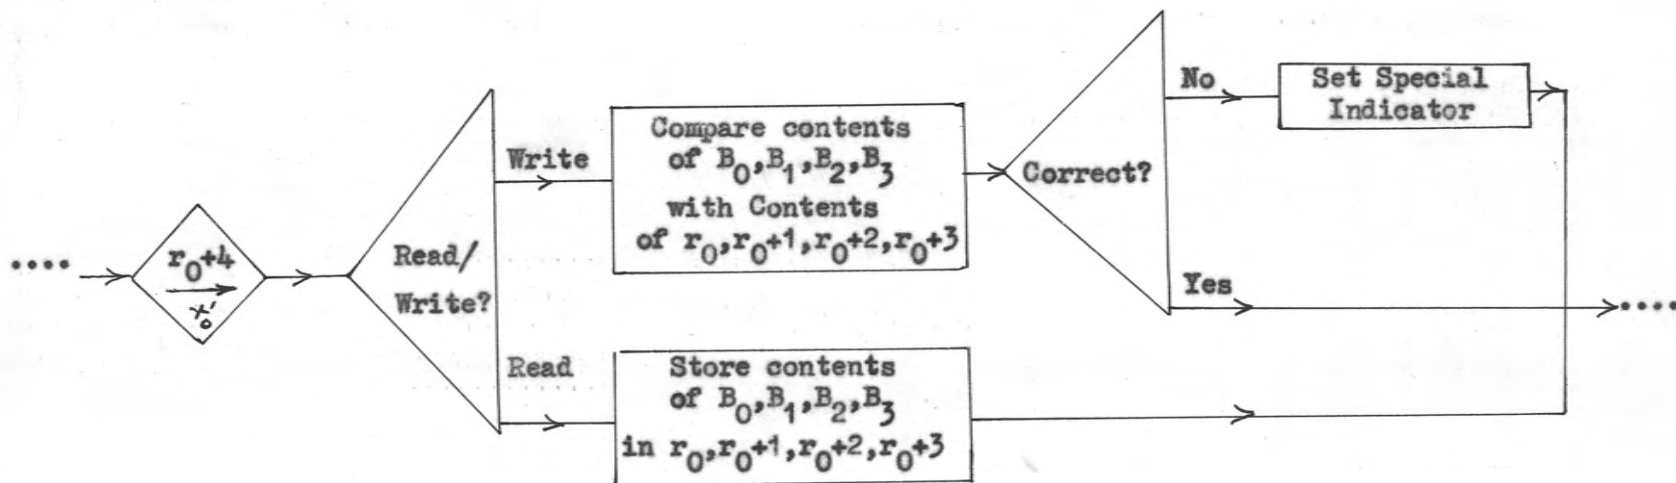 ....
r₀+4
x₀'
Read/
Write?
Write
Compare contents
of B₀,B₁,B₂,B₃
with Contents
of r₀,r₀+1,r₀+2,r₀+3
Correct?
No
Set Special
Indicator
Yes
....
Read
Store contents
of B₀,B₁,B₂,B₃
in r₀,r₀+1,r₀+2,r₀+3